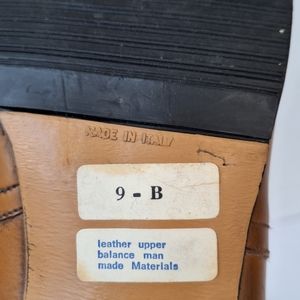 MADE IN ITALY
9 - B
leather upper
balance man
made Materials